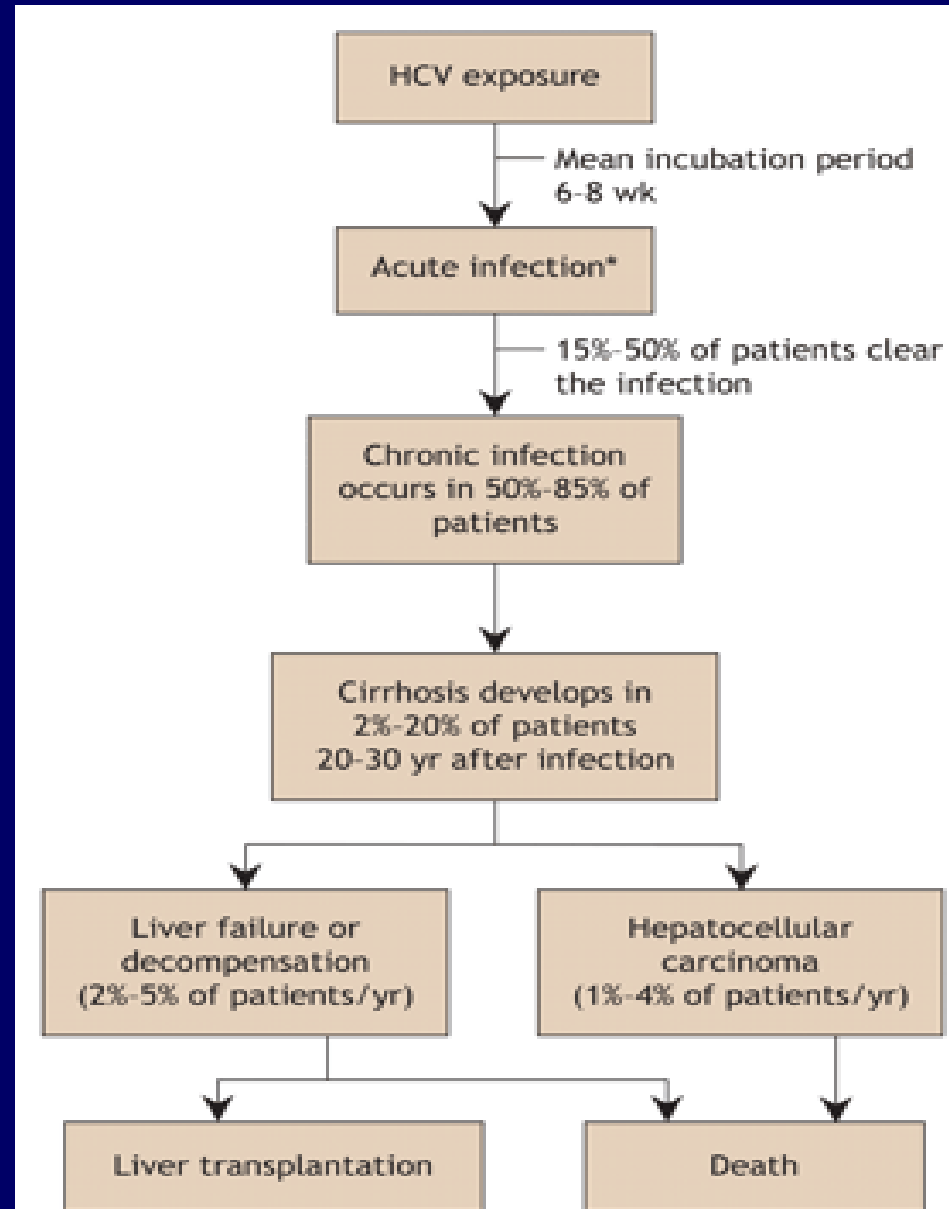 HCV exposure
Mean incubation period
6-8 wk
Acute infection*
15%-50% of patients clear
the infection
Chronic infection
occurs in 50%-85% of
patients
Cirrhosis develops in
2%-20% of patients
20-30 yr after infection
Liver failure or
decompensation
(2%-5% of patients/yr)
Hepatocellular
carcinoma
(1%-4% of patients/yr)
Liver transplantation
Death